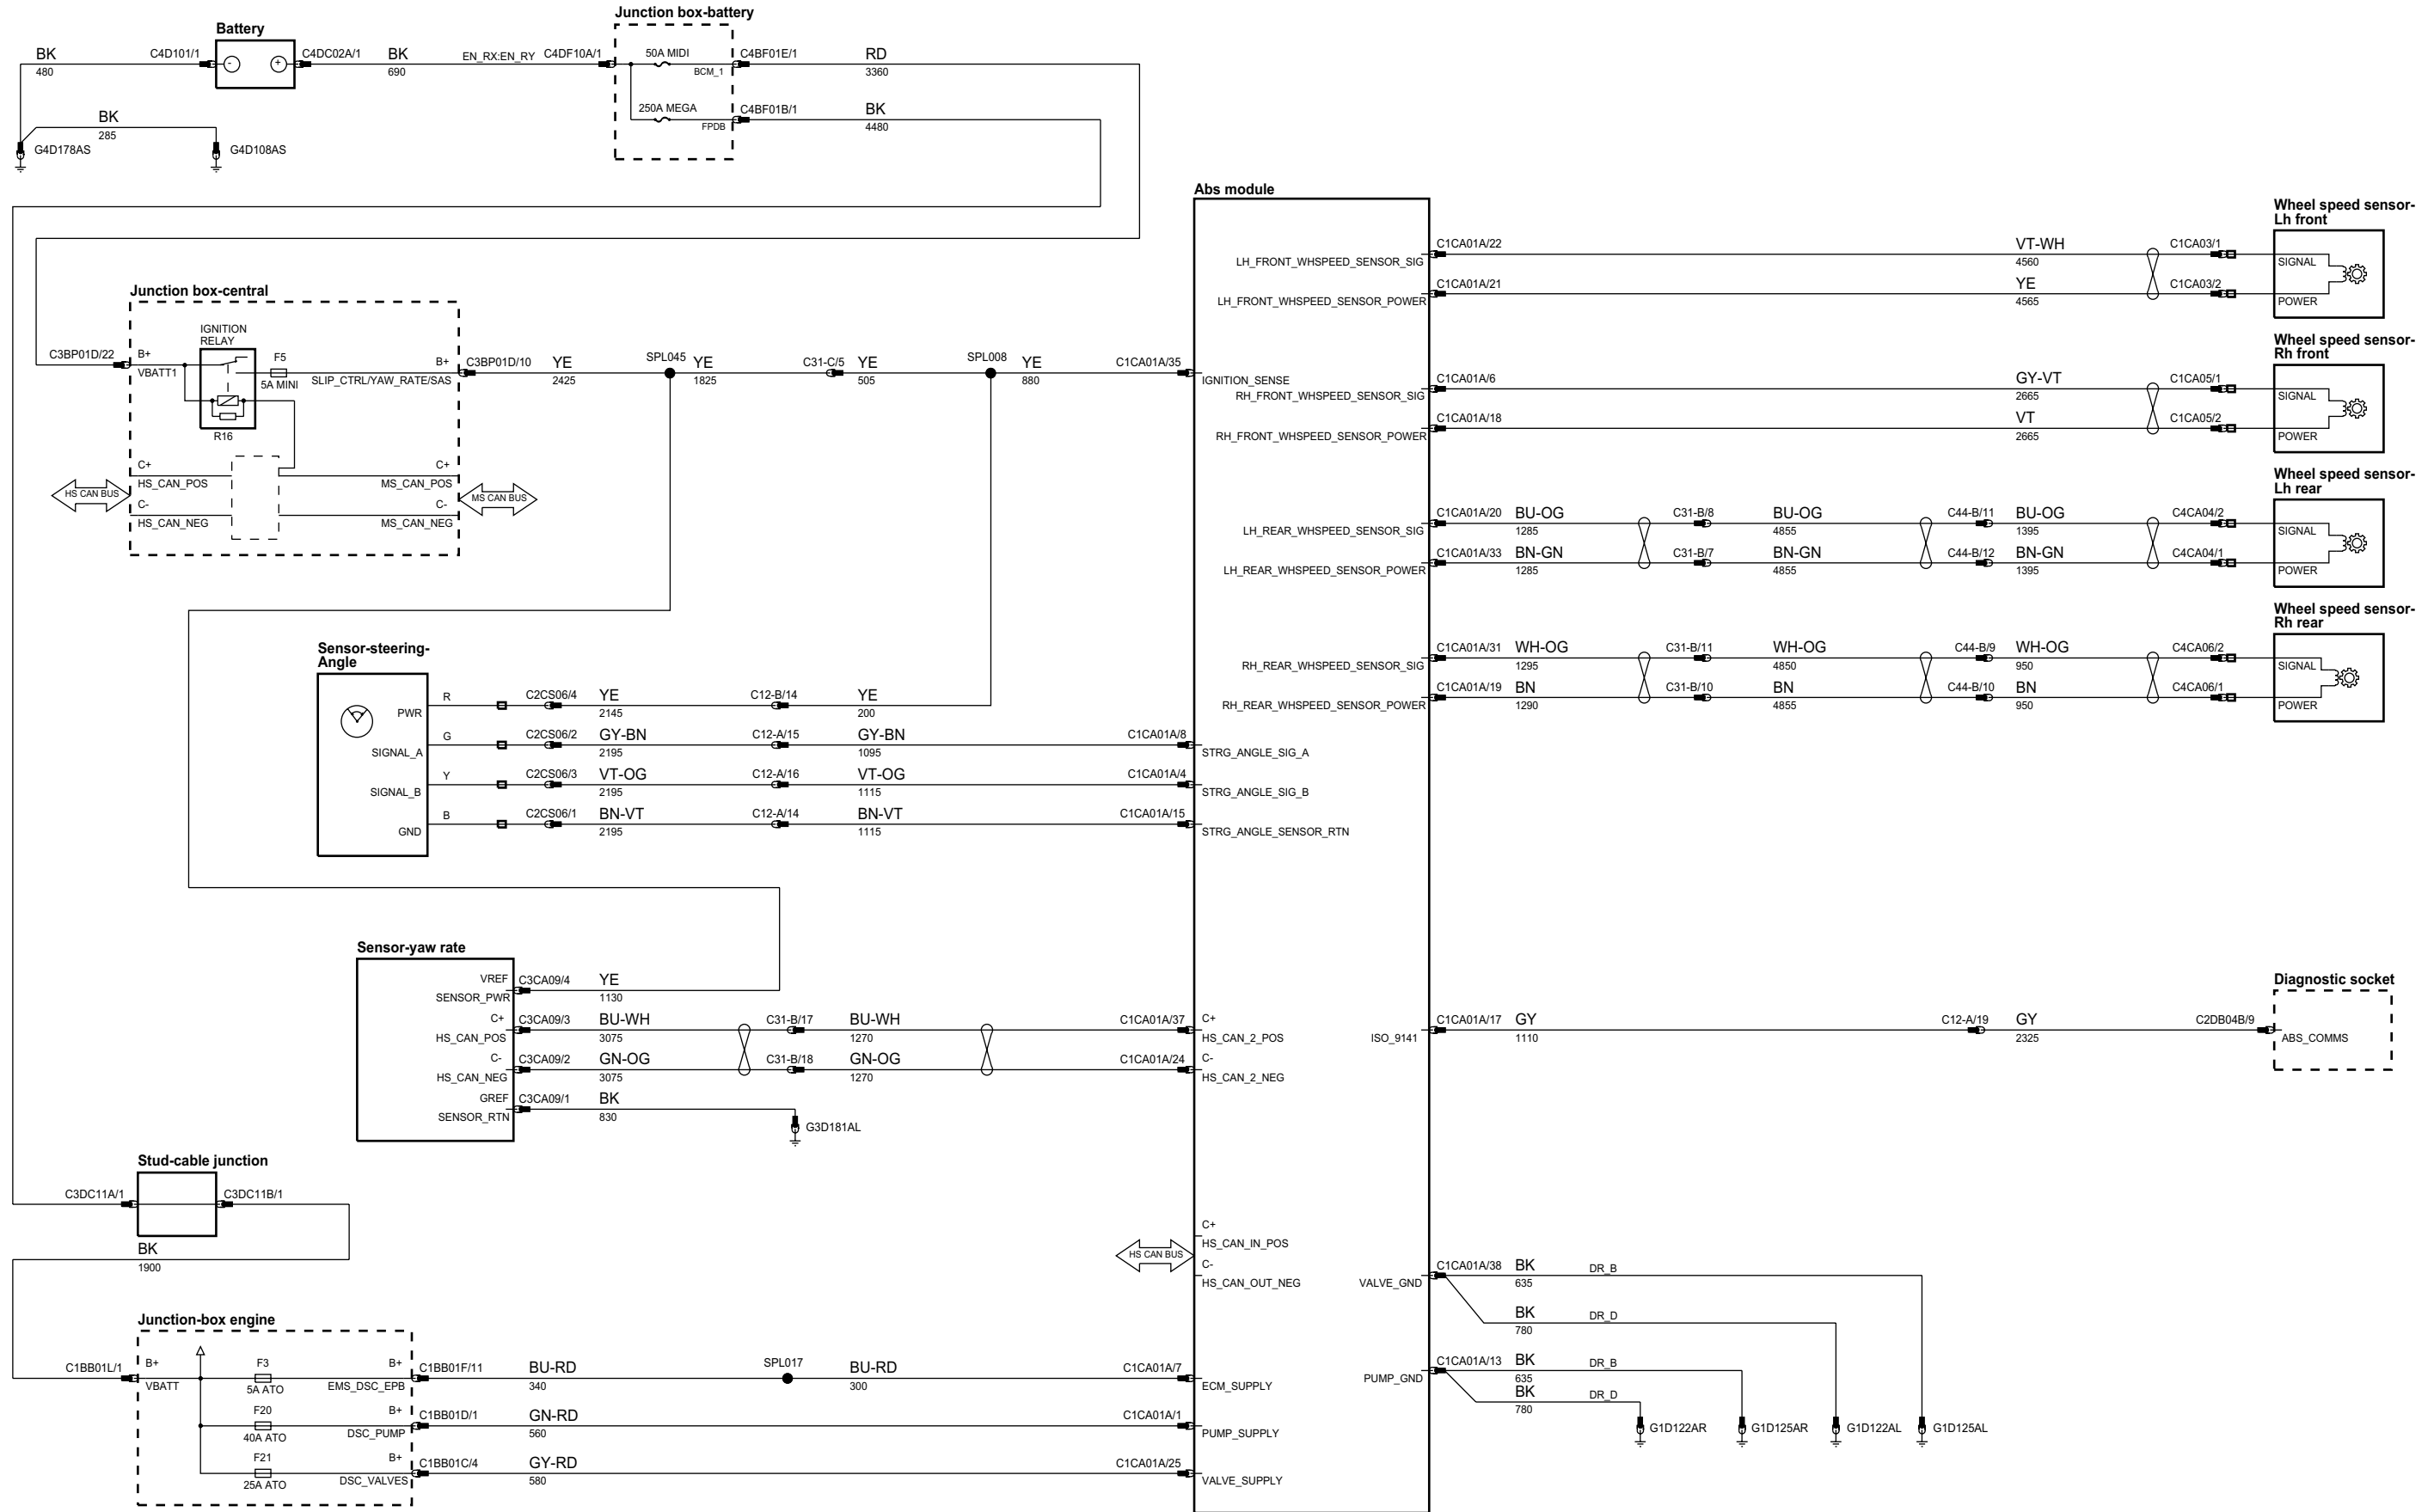 Junction box-battery
Battery
BK
480
C4D101/1
-
+
C4DC02A/1
BK
690
EN_RX:EN_RY
C4DF10A/1
50A MIDI
BCM_1
C4BF01E/1
RD
3360
250A MEGA
FPDB
C4BF01B/1
BK
4480
BK
285
G4D178AS
G4D108AS
Junction box-central
C3BP01D/22
B+
VBATT1
IGNITION
RELAY
R16
F5
5A MINI
B+
SLIP_CTRL/YAW_RATE/SAS
C3BP01D/10
YE
2425
SPL045
YE
1825
C31-C/5
YE
505
SPL008
YE
880
C1CA01A/35
HS CAN BUS
C+
HS_CAN_POS
C-
HS_CAN_NEG
C+
MS_CAN_POS
C-
MS_CAN_NEG
MS CAN BUS
Sensor-steering-
Angle
PWR
R
C2CS06/4
YE
2145
C12-B/14
YE
200
SIGNAL_A
G
C2CS06/2
GY-BN
2195
C12-A/15
GY-BN
1095
C1CA01A/8
SIGNAL_B
Y
C2CS06/3
VT-OG
2195
C12-A/16
VT-OG
1115
C1CA01A/4
GND
B
C2CS06/1
BN-VT
2195
C12-A/14
BN-VT
1115
C1CA01A/15
Sensor-yaw rate
VREF
SENSOR_PWR
C3CA09/4
YE
1130
C+
HS_CAN_POS
C3CA09/3
BU-WH
3075
C31-B/17
BU-WH
1270
C1CA01A/37
C-
HS_CAN_NEG
C3CA09/2
GN-OG
3075
C31-B/18
GN-OG
1270
C1CA01A/24
GREF
SENSOR_RTN
C3CA09/1
BK
830
G3D181AL
Stud-cable junction
C3DC11A/1
C3DC11B/1
BK
1900
HS CAN BUS
Junction-box engine
C1BB01L/1
B+
VBATT
F3
5A ATO
B+
EMS_DSC_EPB
C1BB01F/11
BU-RD
340
SPL017
BU-RD
300
C1CA01A/7
F20
40A ATO
B+
DSC_PUMP
C1BB01D/1
GN-RD
560
C1CA01A/1
F21
25A ATO
B+
DSC_VALVES
C1BB01C/4
GY-RD
580
C1CA01A/25
Abs module
IGNITION_SENSE
STRG_ANGLE_SIG_A
STRG_ANGLE_SIG_B
STRG_ANGLE_SENSOR_RTN
C+
HS_CAN_2_POS
C-
HS_CAN_2_NEG
C+
HS_CAN_IN_POS
C-
HS_CAN_OUT_NEG
ECM_SUPPLY
PUMP_SUPPLY
VALVE_SUPPLY
LH_FRONT_WHSPEED_SENSOR_SIG
C1CA01A/22
VT-WH
4560
C1CA03/1
LH_FRONT_WHSPEED_SENSOR_POWER
C1CA01A/21
YE
4565
C1CA03/2
Wheel speed sensor-
Lh front
SIGNAL
POWER
RH_FRONT_WHSPEED_SENSOR_SIG
C1CA01A/6
GY-VT
2665
C1CA05/1
RH_FRONT_WHSPEED_SENSOR_POWER
C1CA01A/18
VT
2665
C1CA05/2
Wheel speed sensor-
Rh front
SIGNAL
POWER
LH_REAR_WHSPEED_SENSOR_SIG
C1CA01A/20
BU-OG
1285
C31-B/8
BU-OG
4855
C44-B/11
BU-OG
1395
C4CA04/2
LH_REAR_WHSPEED_SENSOR_POWER
C1CA01A/33
BN-GN
1285
C31-B/7
BN-GN
4855
C44-B/12
BN-GN
1395
C4CA04/1
Wheel speed sensor-
Lh rear
SIGNAL
POWER
RH_REAR_WHSPEED_SENSOR_SIG
C1CA01A/31
WH-OG
1295
C31-B/11
WH-OG
4850
C44-B/9
WH-OG
950
C4CA06/2
RH_REAR_WHSPEED_SENSOR_POWER
C1CA01A/19
BN
1290
C31-B/10
BN
4855
C44-B/10
BN
950
C4CA06/1
Wheel speed sensor-
Rh rear
SIGNAL
POWER
ISO_9141
C1CA01A/17
GY
1110
C12-A/19
GY
2325
C2DB04B/9
Diagnostic socket
ABS_COMMS
VALVE_GND
C1CA01A/38
BK
635
DR_B
BK
780
DR_D
PUMP_GND
C1CA01A/13
BK
635
DR_B
BK
780
DR_D
G1D122AR
G1D125AR
G1D122AL
G1D125AL